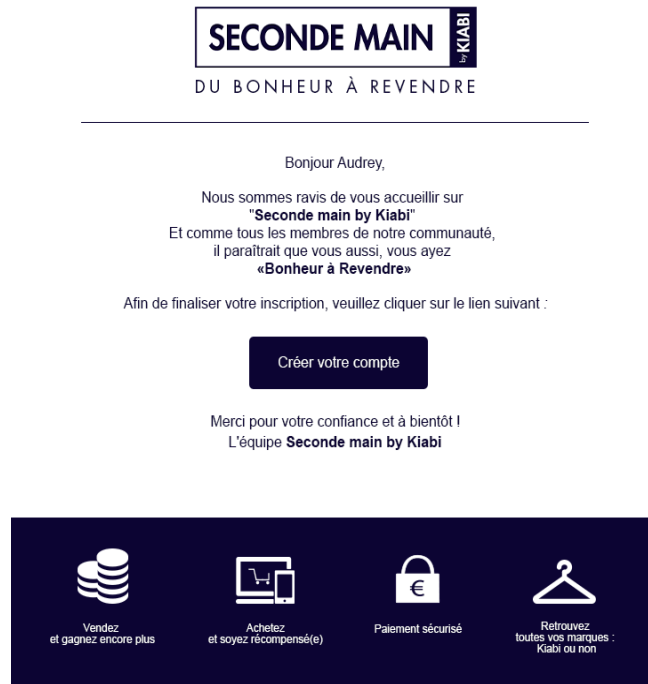 SECONDE MAIN
by KIABI
DU BONHEUR À REVENDRE
Bonjour Audrey,
Nous sommes ravis de vous accueillir sur
"Seconde main by Kiabi"
Et comme tous les membres de notre communauté,
il paraîtrait que vous aussi, vous ayez
«Bonheur à Revendre»
Afin de finaliser votre inscription, veuillez cliquer sur le lien suivant :
Créer votre compte
Merci pour votre confiance et à bientôt !
L'équipe Seconde main by Kiabi
Vendez
et gagnez encore plus
Achetez
et soyez récompensé(e)
€
Paiement sécurisé
Retrouvez
toutes vos marques :
Kiabi ou non